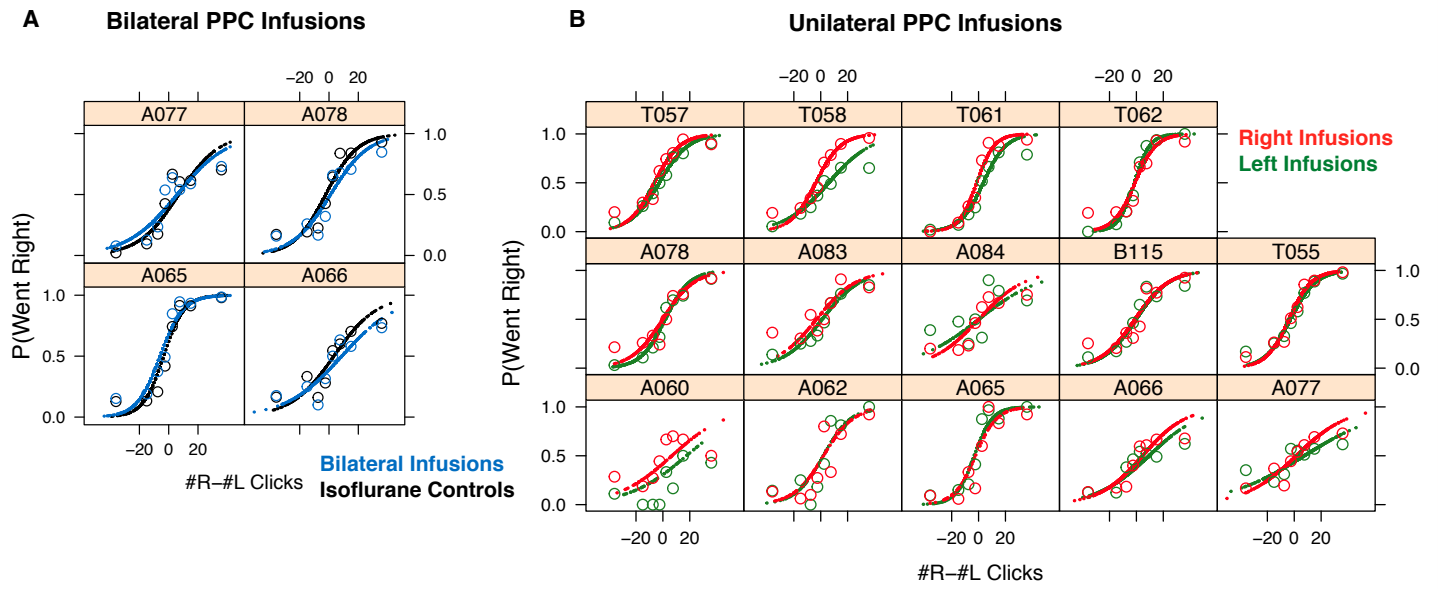 A
Bilateral PPC Infusions
−20 0 20
A077
A078
1.0
0.5
0.0
A065
A066
1.0
0.5
0.0
−20 0 20
P(Went Right)
#R−#L Clicks
Bilateral Infusions
Isoflurane Controls
B
Unilateral PPC Infusions
−20 0 20
−20 0 20
T057
T058
T061
T062
1.0
0.5
0.0
Right Infusions
Left Infusions
A078
A083
A084
B115
T055
1.0
0.5
0.0
A060
A062
A065
A066
A077
1.0
0.5
0.0
−20 0 20
−20 0 20
−20 0 20
P(Went Right)
#R−#L Clicks